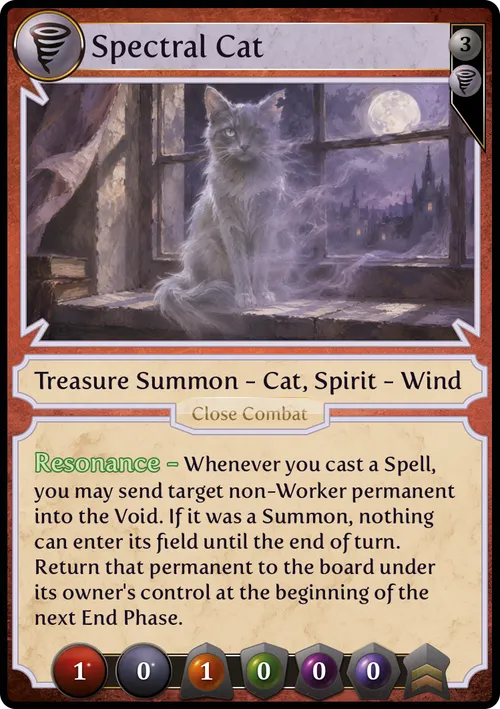 Spectral Cat
3
Treasure Summon – Cat, Spirit – Wind
Close Combat
Resonance – Whenever you cast a Spell,
you may send target non-Worker permanent
into the Void. If it was a Summon, nothing
can enter its field until the end of turn.
Return that permanent to the board under
its owner's control at the beginning of the
next End Phase.
1* 0* 1 0 0 0